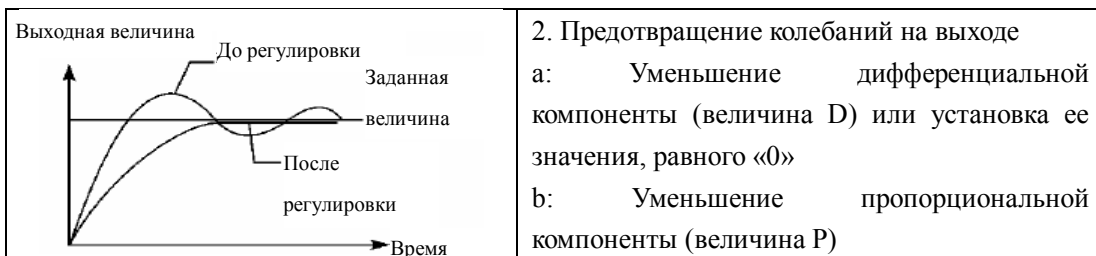 Выходная величина
До регулировки
Заданная
величина
После
регулировки
Время
2. Предотвращение колебаний на выходе
a: Уменьшение дифференциальной
компоненты (величина D) или установка ее
значения, равного «0»
b: Уменьшение пропорциональной
компоненты (величина P)